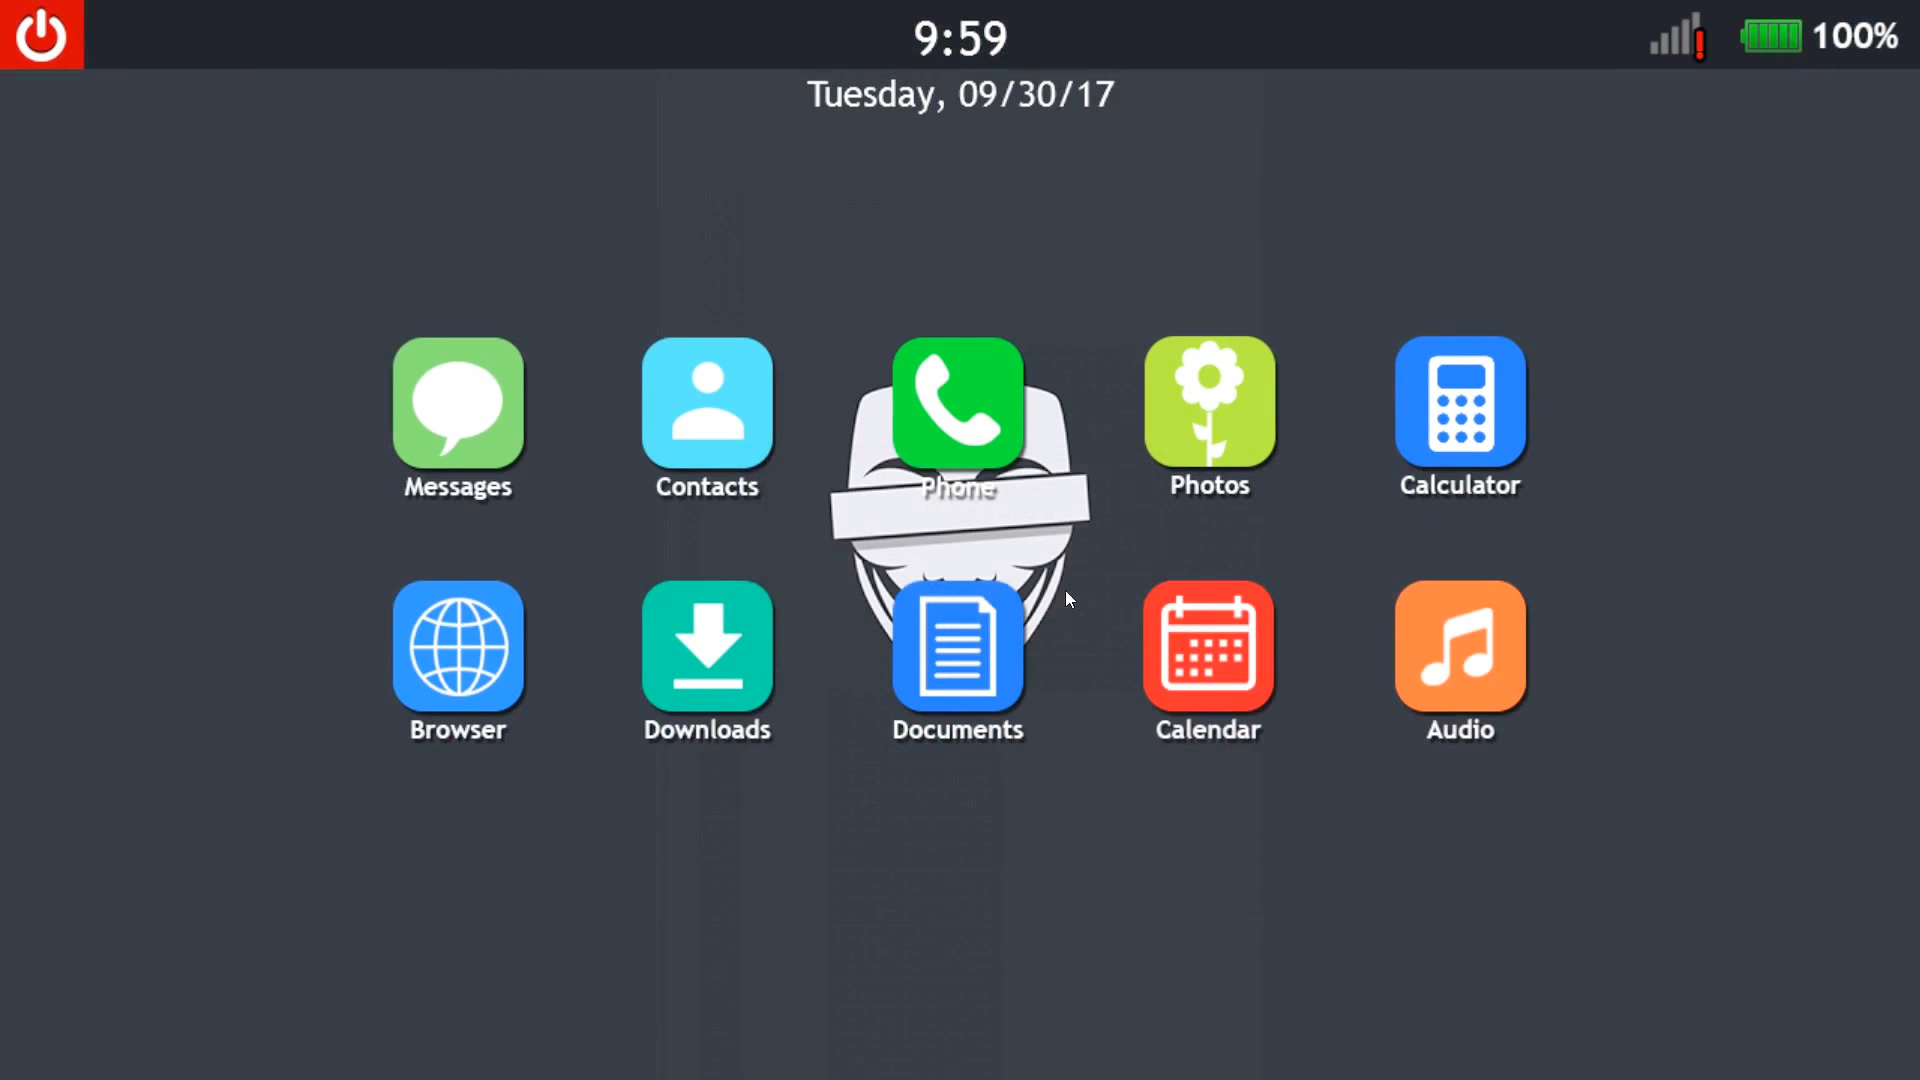 9:59
100%
Tuesday, 09/30/17
Messages
Contacts
Phone
Photos
Calculator
Browser
Downloads
Documents
Calendar
Audio